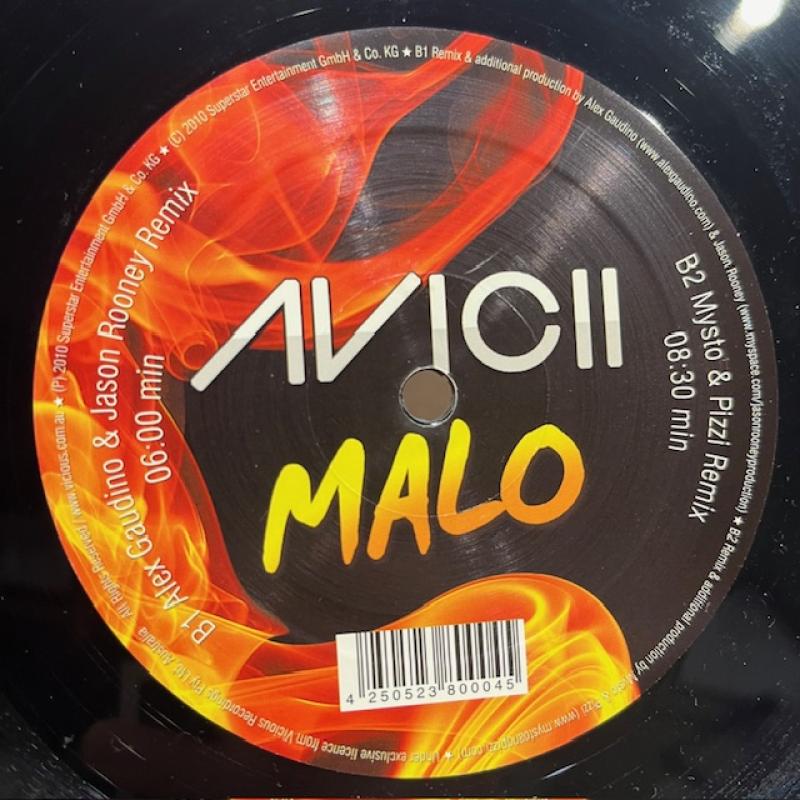 AVICII
MALO
B1 Alex Gaudino & Jason Rooney Remix
06:00 min
B2 Mysto & Pizzi Remix
08:30 min
4 250523 800045
(P) 2010 Superstar Entertainment GmbH & Co. KG ★ (C) 2010 Superstar Entertainment GmbH & Co. KG ★ B1 Remix & additional production by Alex Gaudino (www.alexgaudino.com) & Jason Rooney (www.myspace.com/jasonrooneyproduction) ★ B2 Remix & additional production by Mysto & Pizzi (www.mystoandpizzi.com) ★ Under exclusive licence from Vicious Recordings Pty Ltd, Australia All Rights Reserved / www.vicious.com.au ★